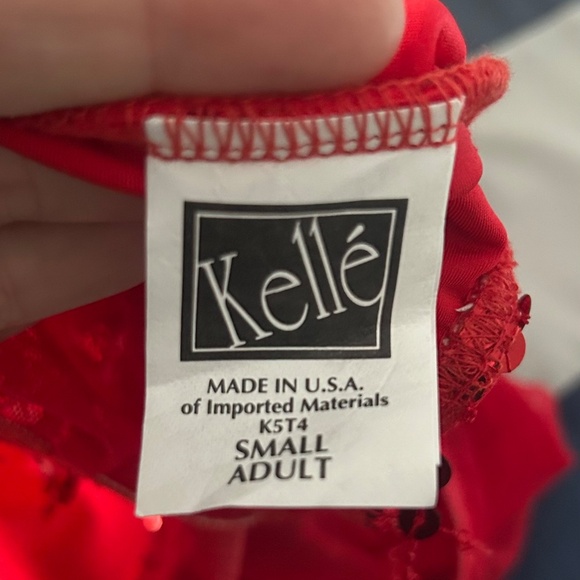 Kellé
MADE IN U.S.A.
of Imported Materials
K5T4
SMALL
ADULT